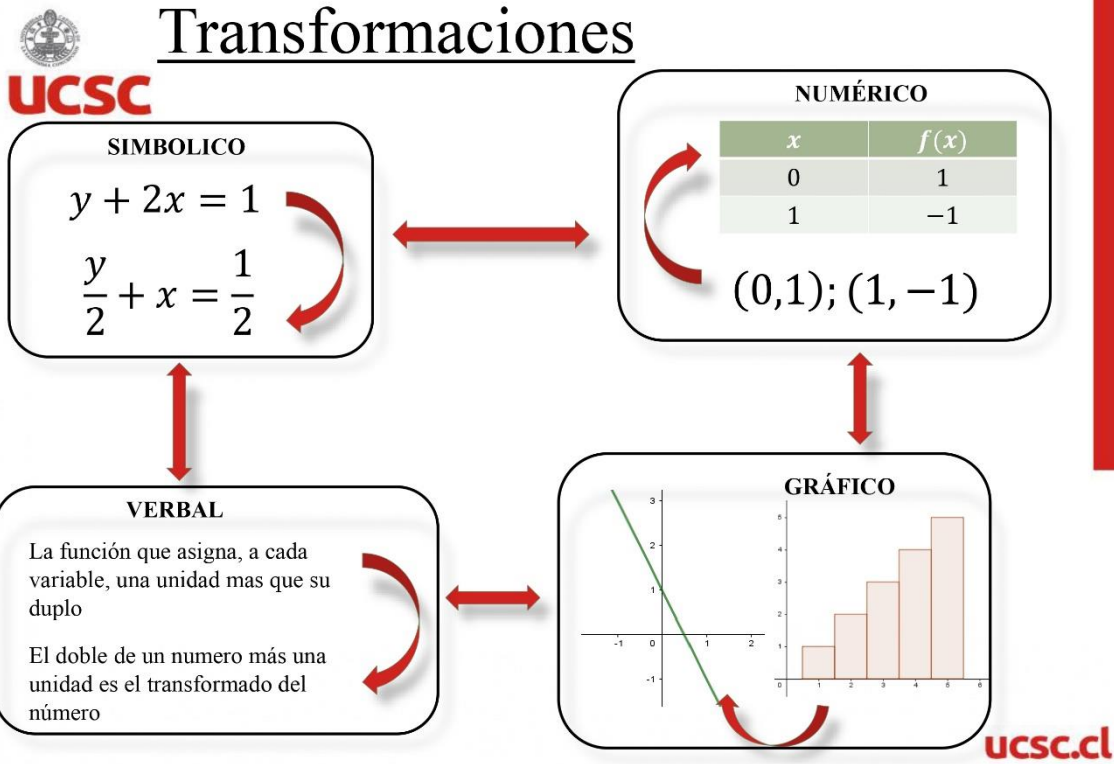 Transformaciones
UCSC
SIMBOLICO
y + 2x = 1
y/2 + x = 1/2
NUMÉRICO
x f(x)
0 1
1 −1
(0,1); (1, −1)
VERBAL
La función que asigna, a cada
variable, una unidad mas que su
duplo
El doble de un numero más una
unidad es el transformado del
número
GRÁFICO
3
2
1
-1 0 1 2
-1
5
4
3
2
1
0 1 2 3 4 5 6
ucsc.cl